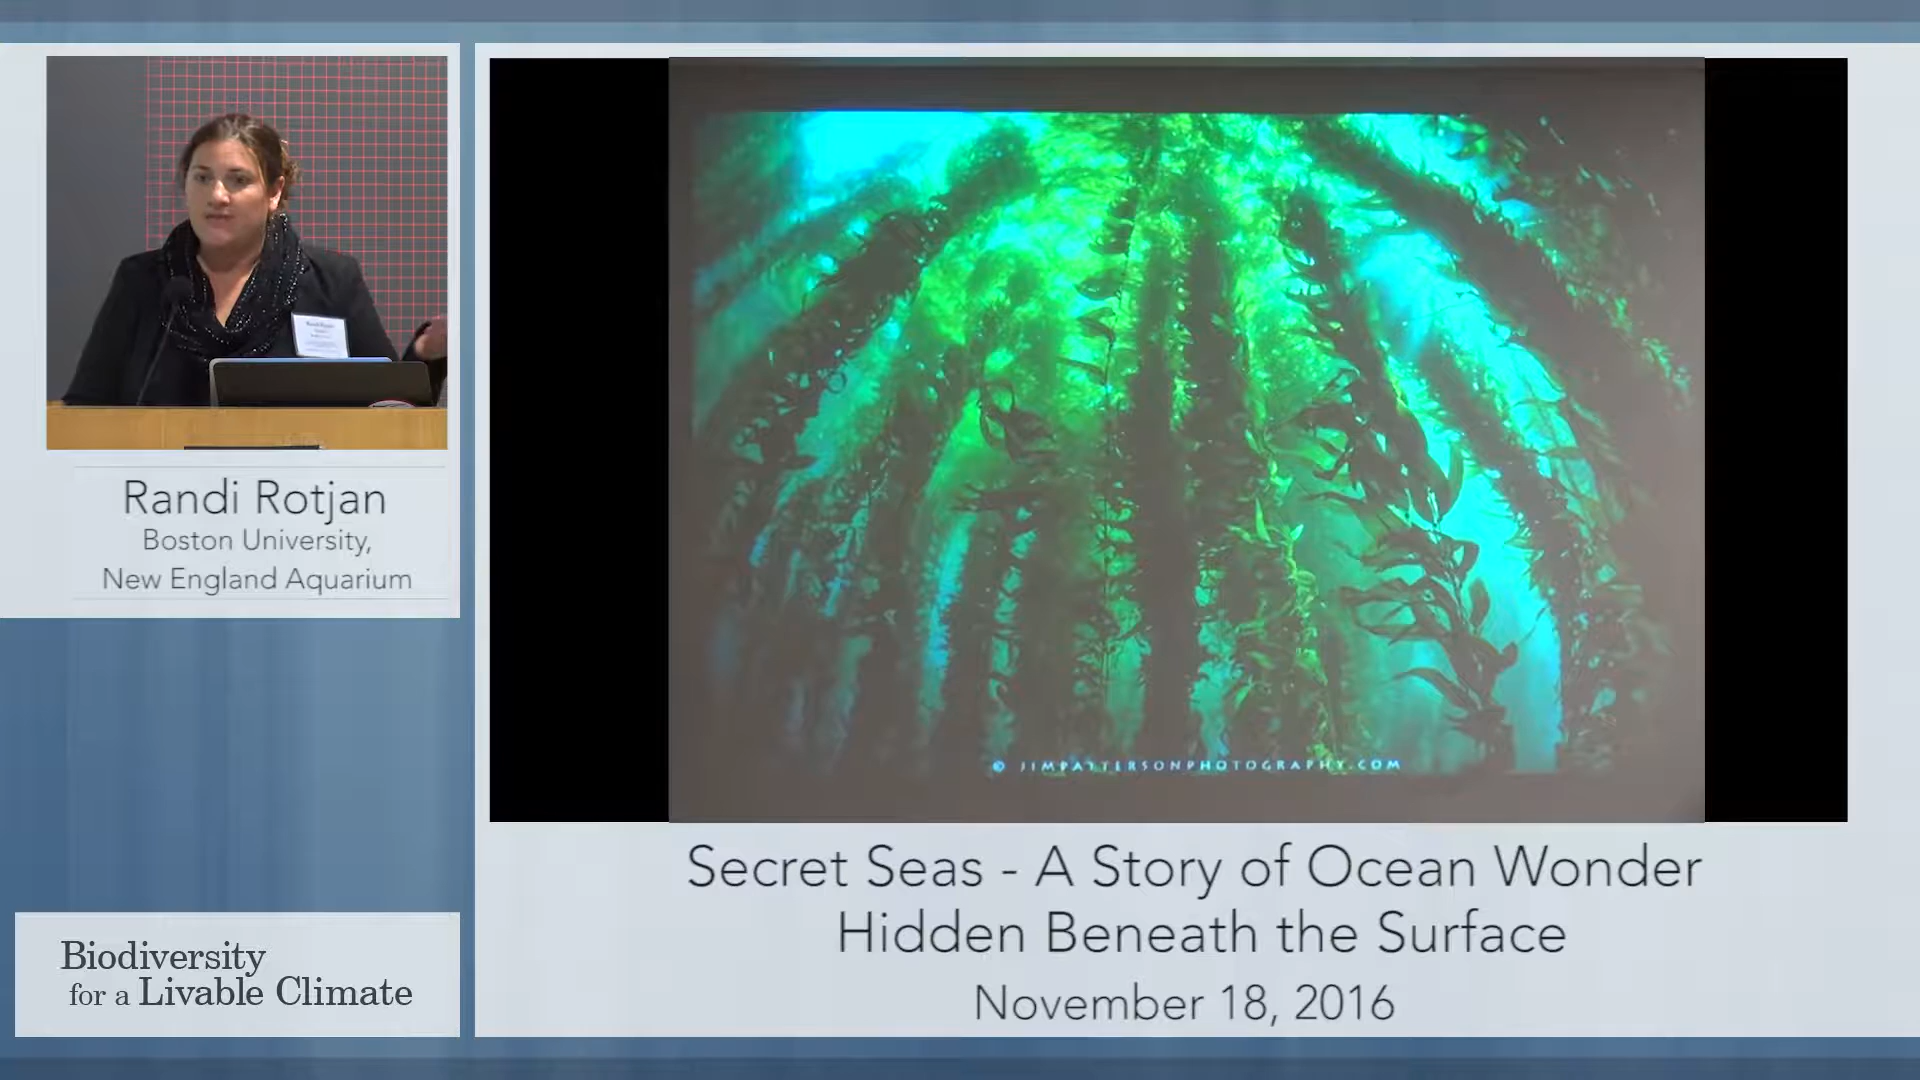 Randi Rotjan
Boston University,
New England Aquarium
© JIMPATTERSONPHOTOGRAPHY.COM
Secret Seas - A Story of Ocean Wonder
Hidden Beneath the Surface
November 18, 2016
Biodiversity
for a Livable Climate